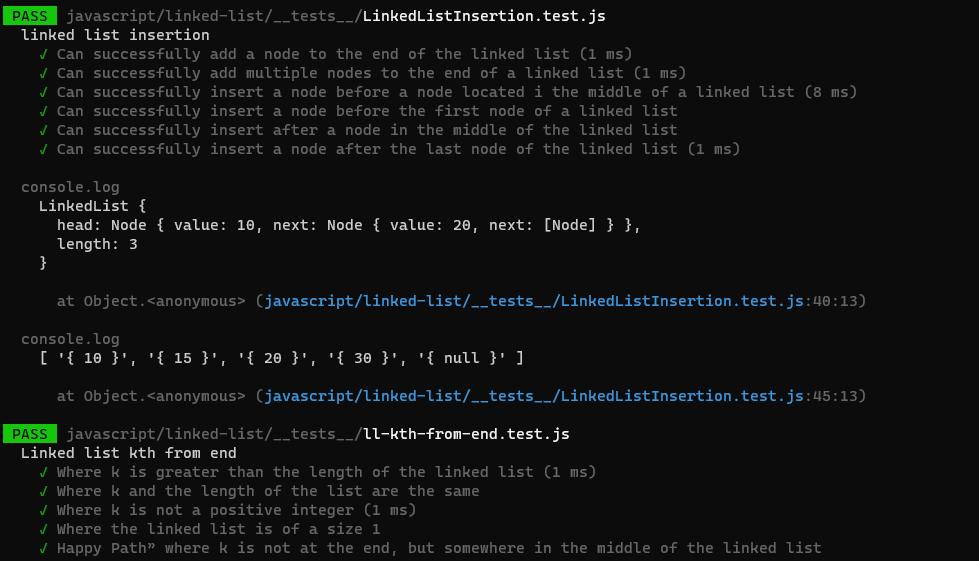 PASS javascript/linked-list/__tests__/LinkedListInsertion.test.js
linked list insertion
✓ Can successfully add a node to the end of the linked list (1 ms)
✓ Can successfully add multiple nodes to the end of a linked list (1 ms)
✓ Can successfully insert a node before a node located i the middle of a linked list (8 ms)
✓ Can successfully insert a node before the first node of a linked list
✓ Can successfully insert after a node in the middle of the linked list
✓ Can successfully insert a node after the last node of the linked list (1 ms)
console.log
LinkedList {
head: Node { value: 10, next: Node { value: 20, next: [Node] } },
length: 3
}
at Object.<anonymous> (javascript/linked-list/__tests__/LinkedListInsertion.test.js:40:13)
console.log
[ '{ 10 }', '{ 15 }', '{ 20 }', '{ 30 }', '{ null }' ]
at Object.<anonymous> (javascript/linked-list/__tests__/LinkedListInsertion.test.js:45:13)
PASS javascript/linked-list/__tests__/ll-kth-from-end.test.js
Linked list kth from end
✓ Where k is greater than the length of the linked list (1 ms)
✓ Where k and the length of the list are the same
✓ Where k is not a positive integer (1 ms)
✓ Where the linked list is of a size 1
✓ Happy Path” where k is not at the end, but somewhere in the middle of the linked list